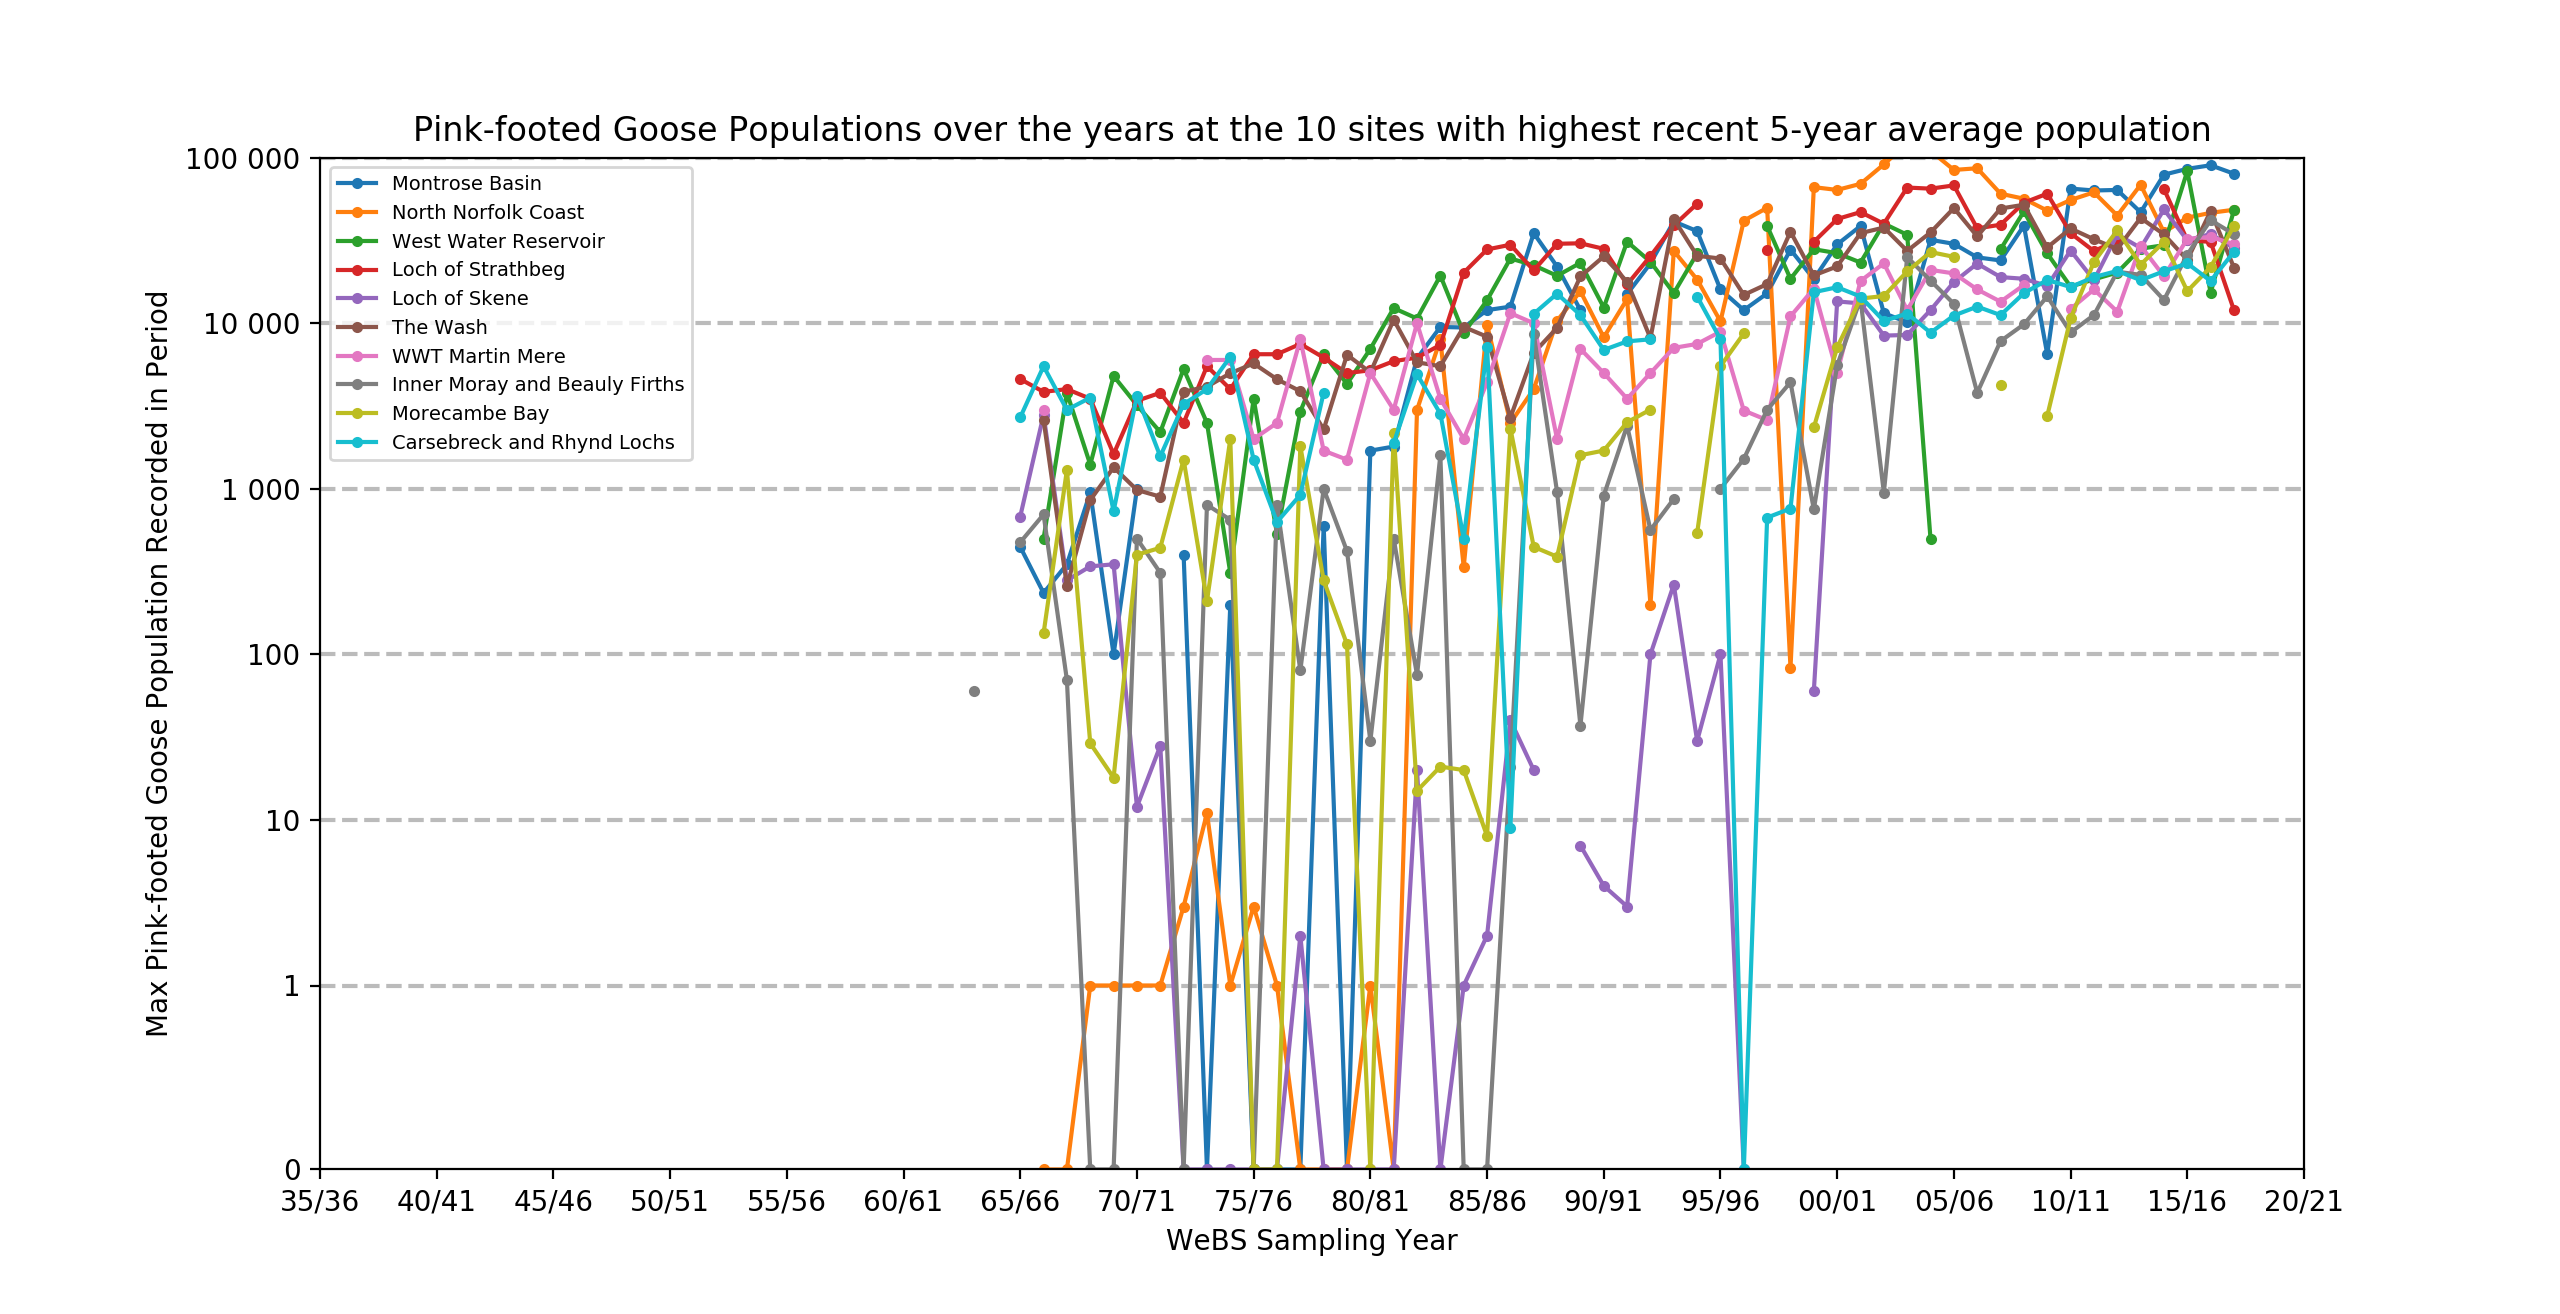 Pink-footed Goose Populations over the years at the 10 sites with highest recent 5-year average population
Max Pink-footed Goose Population Recorded in Period
100 000
10 000
1 000
100
10
1
0
Montrose Basin
North Norfolk Coast
West Water Reservoir
Loch of Strathbeg
Loch of Skene
The Wash
WWT Martin Mere
Inner Moray and Beauly Firths
Morecambe Bay
Carsebreck and Rhynd Lochs
35/36 40/41 45/46 50/51 55/56 60/61 65/66 70/71 75/76 80/81 85/86 90/91 95/96 00/01 05/06 10/11 15/16 20/21
WeBS Sampling Year